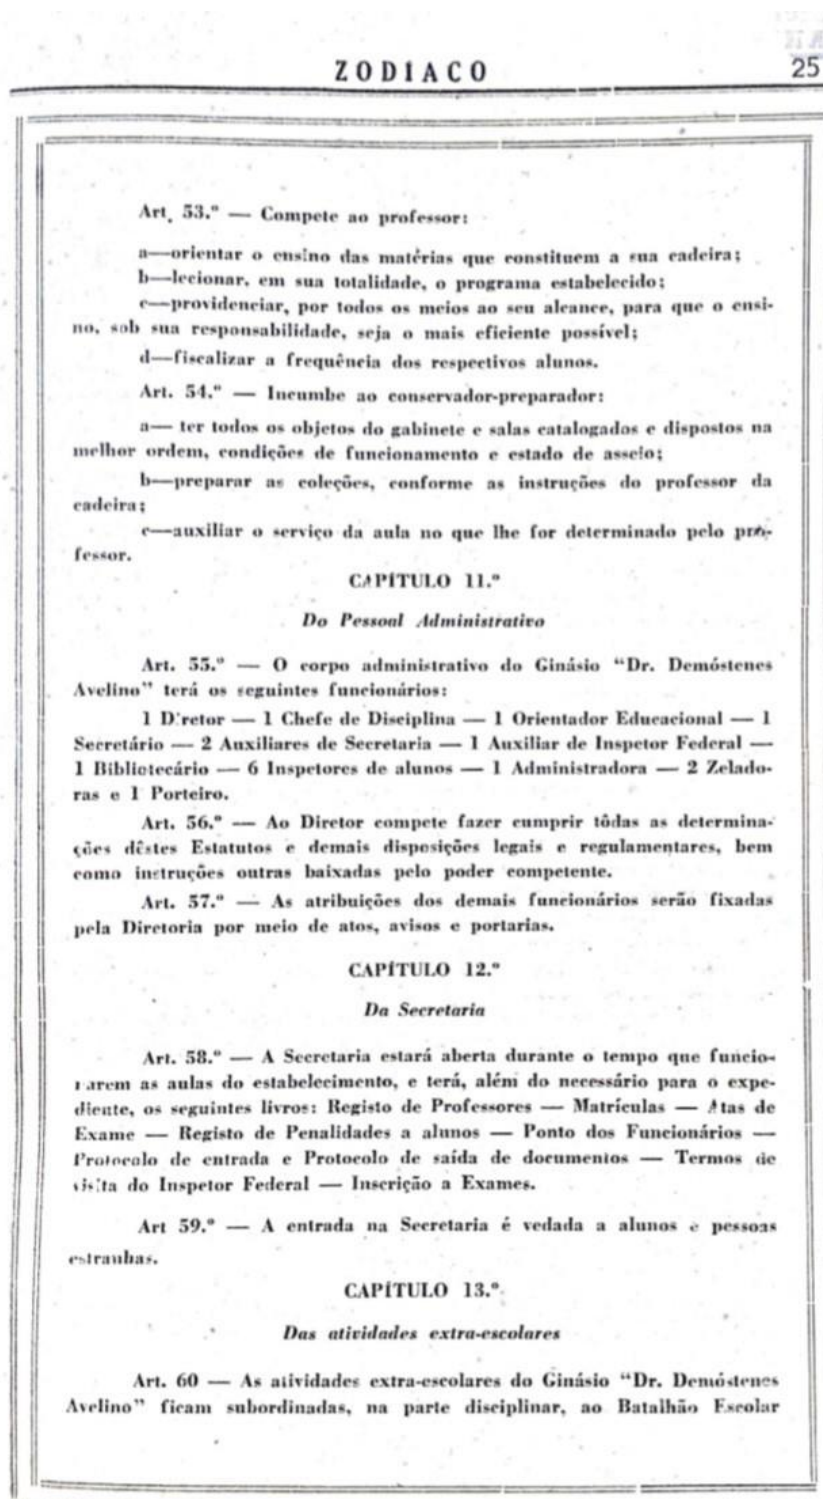 ZODIACO 25
Art. 53.º — Compete ao professor:
a—orientar o ensino das matérias que constituem a sua cadeira;
b—lecionar, em sua totalidade, o programa estabelecido;
c—providenciar, por todos os meios ao seu alcance, para que o ensi-
no, sob sua responsabilidade, seja o mais eficiente possível;
d—fiscalizar a frequência dos respectivos alunos.
Art. 54.º — Incumbe ao conservador-preparador:
a— ter todos os objetos do gabinete e salas catalogados e dispostos na
melhor ordem, condições de funcionamento e estado de asseio;
b—preparar as coleções, conforme as instruções do professor da
cadeira;
c—auxiliar o serviço da aula no que lhe for determinado pelo pro-
fessor.
CAPÍTULO 11.º
Do Pessoal Administrativo
Art. 55.º — O corpo administrativo do Ginásio “Dr. Demóstenes
Avelino” terá os seguintes funcionários:
1 Diretor — 1 Chefe de Disciplina — 1 Orientador Educacional — 1
Secretário — 2 Auxiliares de Secretaria — 1 Auxiliar de Inspetor Federal —
1 Bibliotecário — 6 Inspetores de alunos — 1 Administradora — 2 Zelado-
ras e 1 Porteiro.
Art. 56.º — Ao Diretor compete fazer cumprir tôdas as determina-
ções dêstes Estatutos e demais disposições legais e regulamentares, bem
como instruções outras baixadas pelo poder competente.
Art. 57.º — As atribuições dos demais funcionários serão fixadas
pela Diretoria por meio de atos, avisos e portarias.
CAPÍTULO 12.º
Da Secretaria
Art. 58.º — A Secretaria estará aberta durante o tempo que funcio-
narem as aulas do estabelecimento, e terá, além do necessário para o expe-
diente, os seguintes livros: Registo de Professores — Matrículas — Atas de
Exame — Registo de Penalidades a alunos — Ponto dos Funcionários —
Protocolo de entrada e Protocolo de saída de documentos — Termos de
visita do Inspetor Federal — Inscrição a Exames.
Art 59.º — A entrada na Secretaria é vedada a alunos e pessoas
estranhas.
CAPÍTULO 13.º
Das atividades extra-escolares
Art. 60 — As atividades extra-escolares do Ginásio “Dr. Demóstenes
Avelino” ficam subordinadas, na parte disciplinar, ao Batalhão Escolar